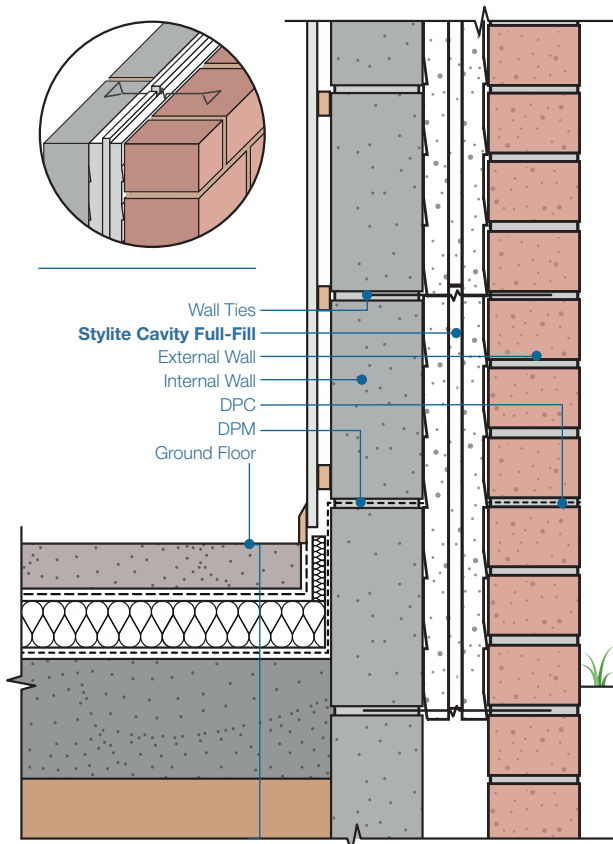 Wall Ties
Stylite Cavity Full-Fill
External Wall
Internal Wall
DPC
DPM
Ground Floor